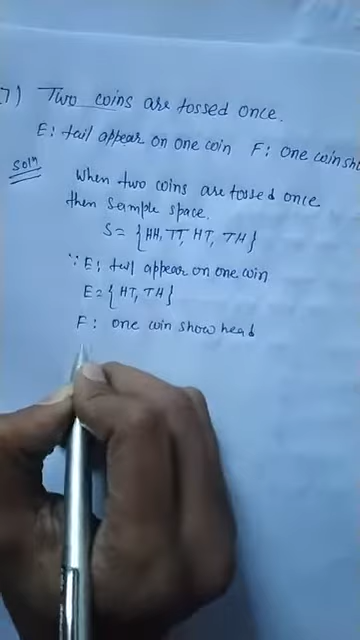 7) Two coins are tossed once.
E: tail appear on one coin F: One coin sho
Soln
When two coins are tossed once
then sample space.
S = {HH, TT, HT, TH}
∵ E; tail appear on one coin
E = {HT, TH}
F: one coin show head